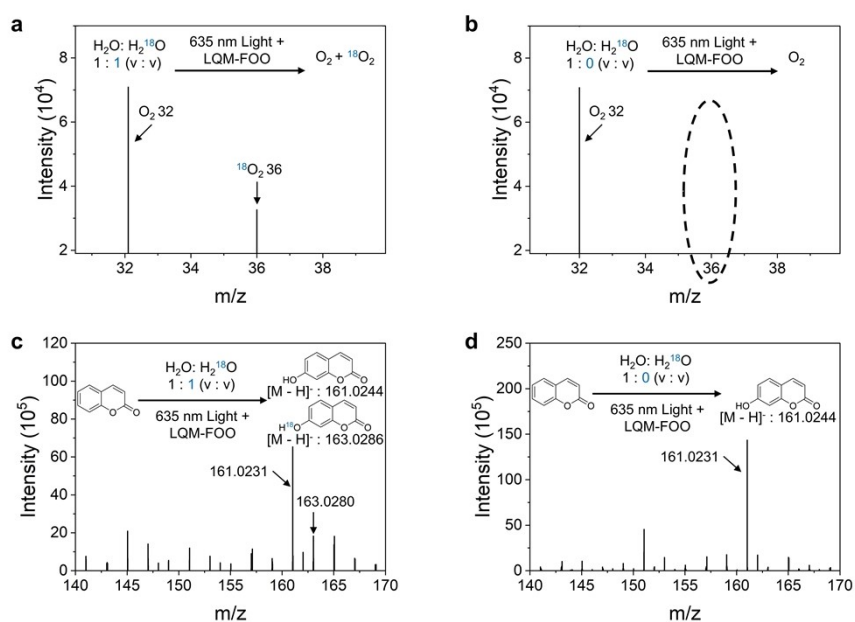 a
H₂O: H₂¹⁸O
1 : 1 (v : v)
635 nm Light +
LQM-FOO
O₂ + ¹⁸O₂
O₂ 32
¹⁸O₂ 36
Intensity (10⁴)
8
6
4
2
32 34 36 38
m/z
b
H₂O: H₂¹⁸O
1 : 0 (v : v)
635 nm Light +
LQM-FOO
O₂
O₂ 32
Intensity (10⁴)
8
6
4
2
32 34 36 38
m/z
c
H₂O: H₂¹⁸O
1 : 1 (v : v)
635 nm Light +
LQM-FOO
O O
HO O O
[M - H]⁻ : 161.0244
H¹⁸O O O
[M - H]⁻ : 163.0286
161.0231
163.0280
Intensity (10⁵)
120
100
80
60
40
20
0
140 145 150 155 160 165 170
m/z
d
H₂O: H₂¹⁸O
1 : 0 (v : v)
635 nm Light +
LQM-FOO
O O
HO O O
[M - H]⁻ : 161.0244
161.0231
Intensity (10⁵)
250
200
150
100
50
0
140 145 150 155 160 165 170
m/z